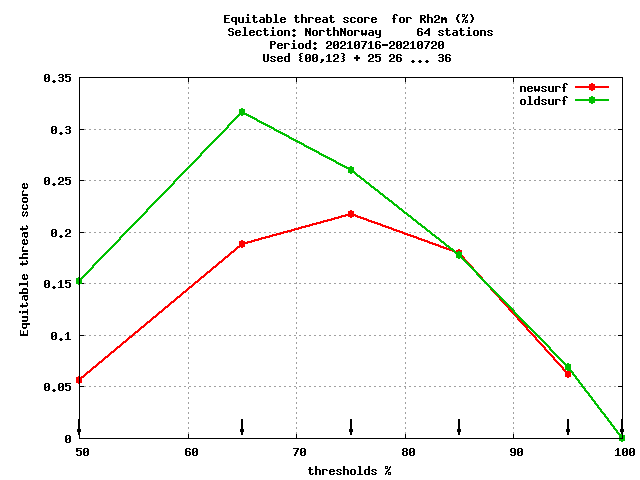 Equitable threat score  for Rh2m (%)
Selection: NorthNorway     64 stations
Period: 20210716-20210720
Used {00,12} + 25 26 ... 36
newsurf
oldsurf
0.35
0.3
0.25
0.2
0.15
0.1
0.05
0
Equitable threat score
50 60 70 80 90 100
thresholds %